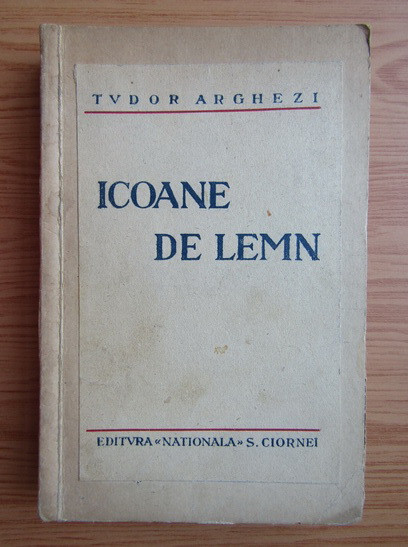 TVDOR ARGHEZI
ICOANE
DE LEMN
EDITVRA «NATIONALA» S. CIORNEI